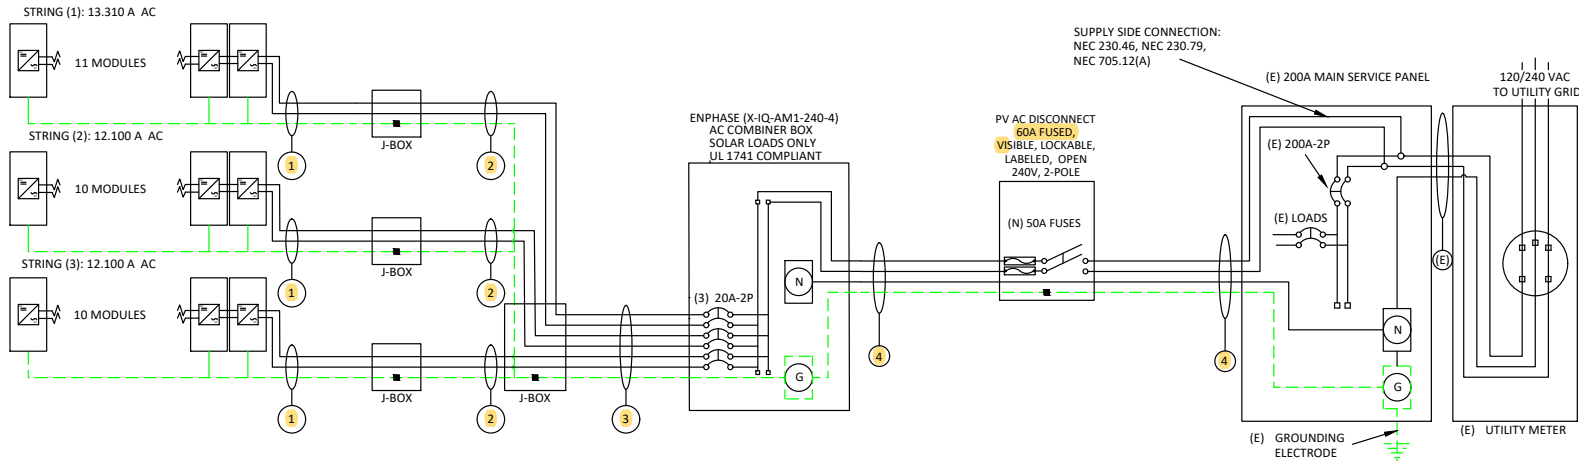 STRING (1): 13.310 A  AC
11 MODULES
1
J-BOX
2
STRING (2): 12.100 A  AC
10 MODULES
1
J-BOX
2
STRING (3): 12.100 A  AC
10 MODULES
1
J-BOX
2
J-BOX
3
ENPHASE (X-IQ-AM1-240-4)
AC COMBINER BOX
SOLAR LOADS ONLY
UL 1741 COMPLIANT
(3)  20A-2P
N
G
4
PV AC DISCONNECT
60A FUSED,
VISIBLE, LOCKABLE,
LABELED,  OPEN
240V, 2-POLE
(N) 50A FUSES
4
SUPPLY SIDE CONNECTION:
NEC 230.46, NEC 230.79,
NEC 705.12(A)
(E) 200A MAIN SERVICE PANEL
(E) 200A-2P
(E) LOADS
N
G
(E)   GROUNDING
ELECTRODE
(E)
120/240 VAC
TO UTILITY GRID
(E)   UTILITY METER